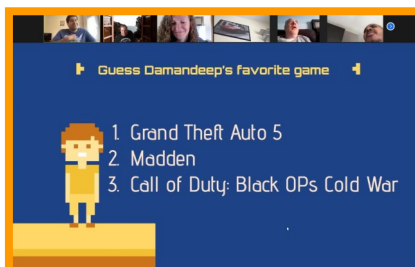 Guess Damandeep's favorite game
1. Grand Theft Auto 5
2. Madden
3. Call of Duty: Black OPs Cold War